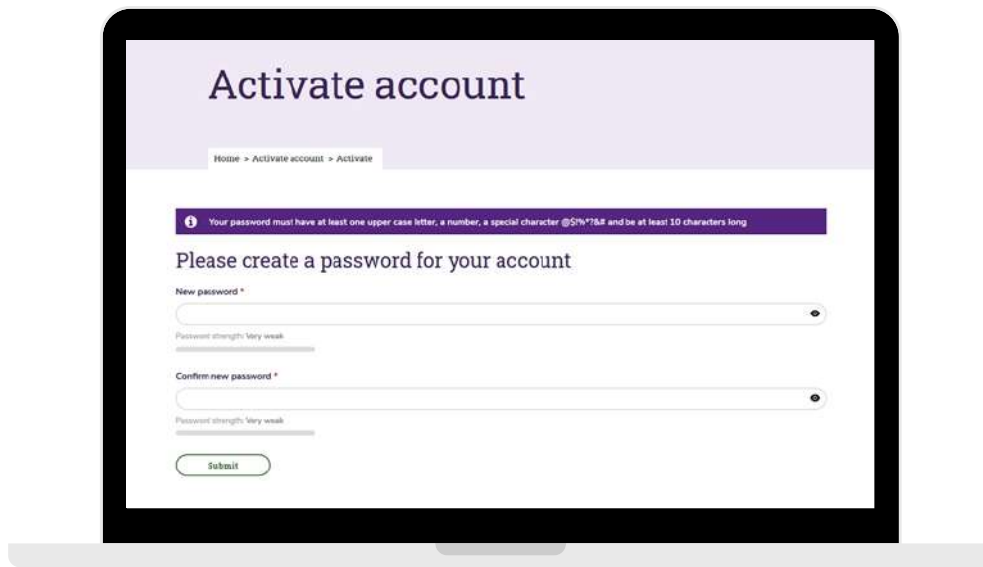 Activate account
Home > Activate account > Activate
Your password must have at least one upper case letter, a number, a special character @$!%*?&# and be at least 10 characters long
Please create a password for your account
New password *
Password strength: Very weak
Confirm new password *
Password strength: Very weak
Submit